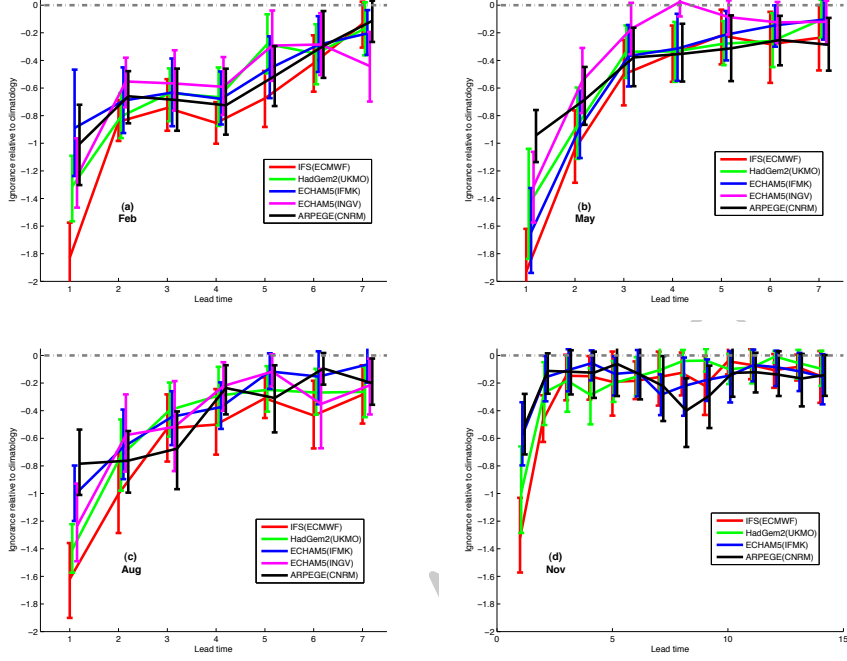 0
−0.2
−0.4
−0.6
−0.8
−1
−1.2
−1.4
−1.6
−1.8
−2
1 2 3 4 5 6 7
Lead time
Ignorance relative to climatology
(a)
Feb
IFS(ECMWF)
HadGem2(UKMO)
ECHAM5(IFMK)
ECHAM5(INGV)
ARPEGE(CNRM)
0
−0.2
−0.4
−0.6
−0.8
−1
−1.2
−1.4
−1.6
−1.8
−2
1 2 3 4 5 6 7
Lead time
Ignorance relative to climatology
(b)
May
IFS(ECMWF)
HadGem2(UKMO)
ECHAM5(IFMK)
ECHAM5(INGV)
ARPEGE(CNRM)
0
−0.2
−0.4
−0.6
−0.8
−1
−1.2
−1.4
−1.6
−1.8
−2
1 2 3 4 5 6 7
Lead time
Ignorance relative to climatology
(c)
Aug
IFS(ECMWF)
HadGem2(UKMO)
ECHAM5(IFMK)
ECHAM5(INGV)
ARPEGE(CNRM)
0
−0.2
−0.4
−0.6
−0.8
−1
−1.2
−1.4
−1.6
−1.8
−2
0 5 10 15
Lead time
Ignorance relative to climatology
(d)
Nov
IFS(ECMWF)
HadGem2(UKMO)
ECHAM5(IFMK)
ARPEGE(CNRM)